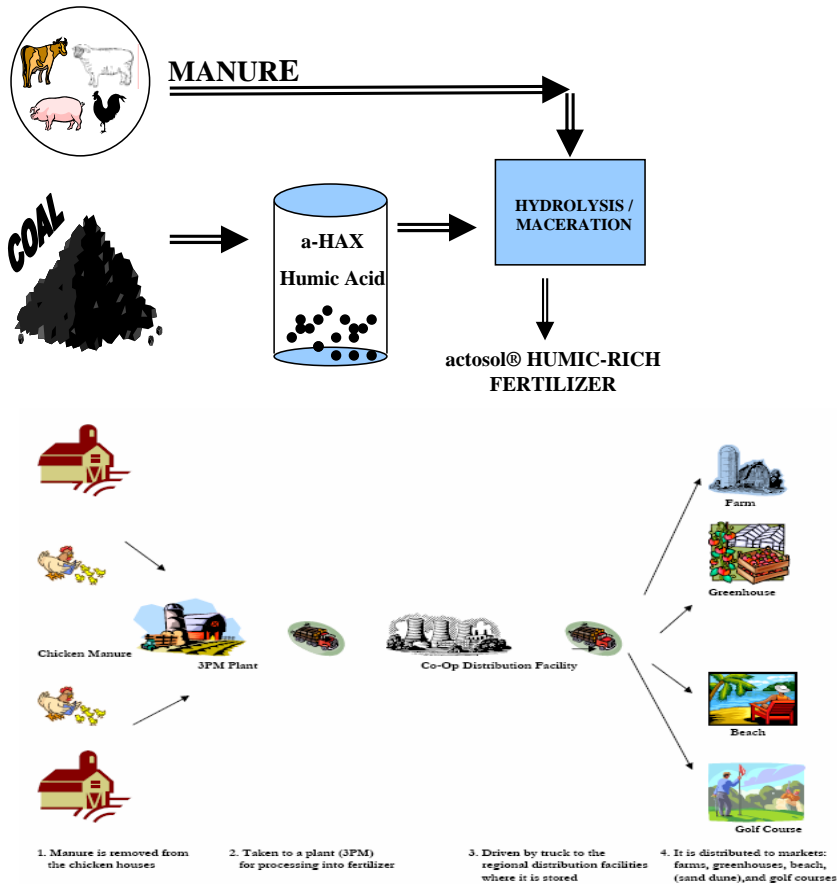 MANURE
COAL
a-HAX
Humic Acid
HYDROLYSIS /
MACERATION
actosol® HUMIC-RICH
FERTILIZER
Farm
Greenhouse
Chicken Manure
3PM Plant
Co-Op Distribution Facility
Beach
Golf Course
1. Manure is removed from
the chicken houses
2. Taken to a plant (3PM)
for processing into fertilizer
3. Driven by truck to the
regional distribution facilities
where it is stored
4. It is distributed to markets:
farms, greenhouses, beach,
(sand dune),and golf courses